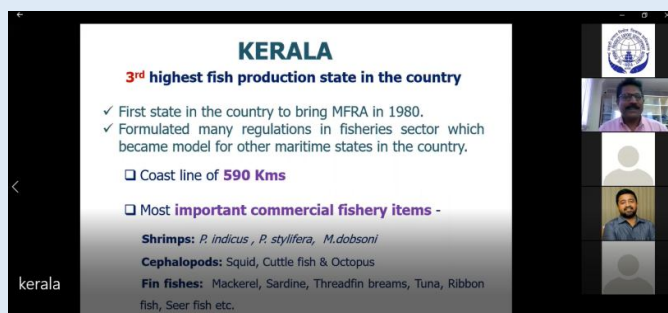 KERALA
3rd highest fish production state in the country
✓ First state in the country to bring MFRA in 1980.
✓ Formulated many regulations in fisheries sector which
became model for other maritime states in the country.
❑ Coast line of 590 Kms
❑ Most important commercial fishery items -
Shrimps: P. indicus , P. stylifera, M.dobsoni
Cephalopods: Squid, Cuttle fish & Octopus
Fin fishes: Mackerel, Sardine, Threadfin breams, Tuna, Ribbon
fish, Seer fish etc.
kerala